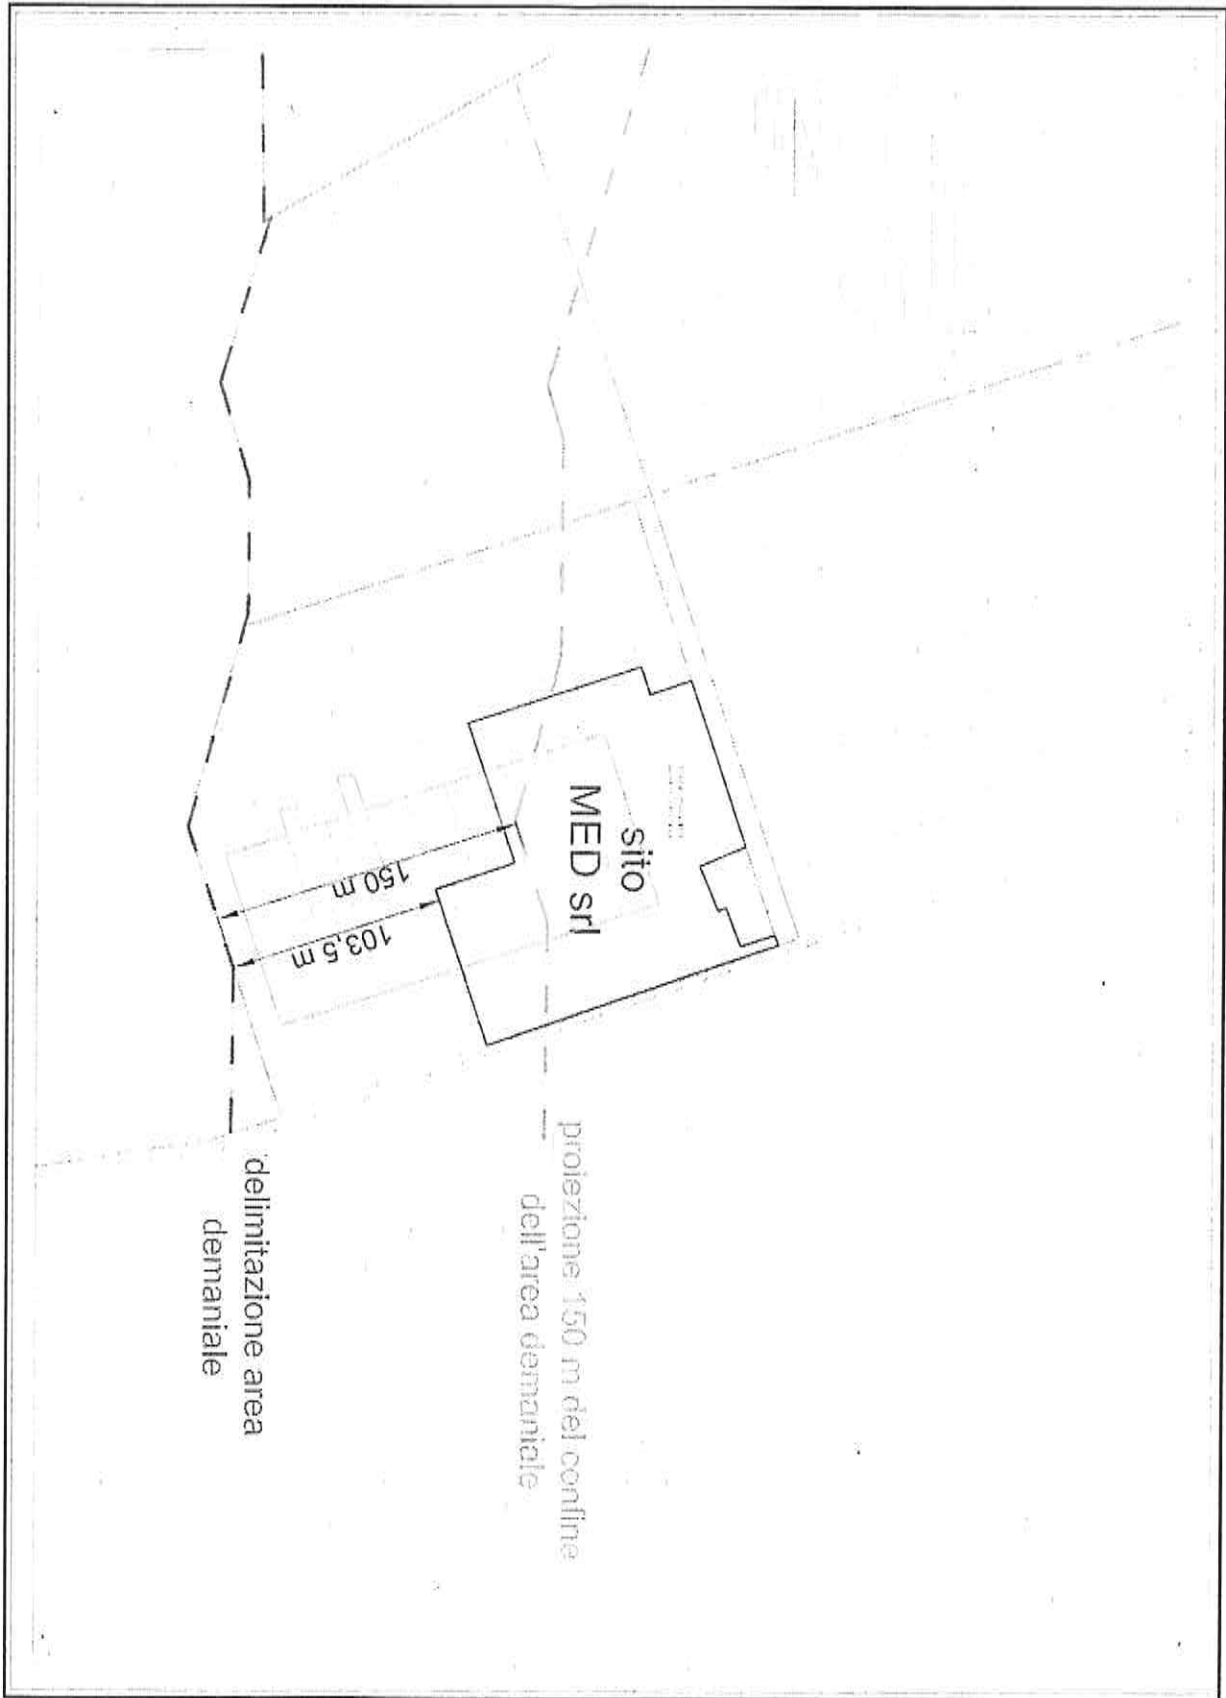 sito
MED srl
150 m
103,5 m
proiezione 150 m del confine
dell'area demaniale
delimitazione area
demaniale